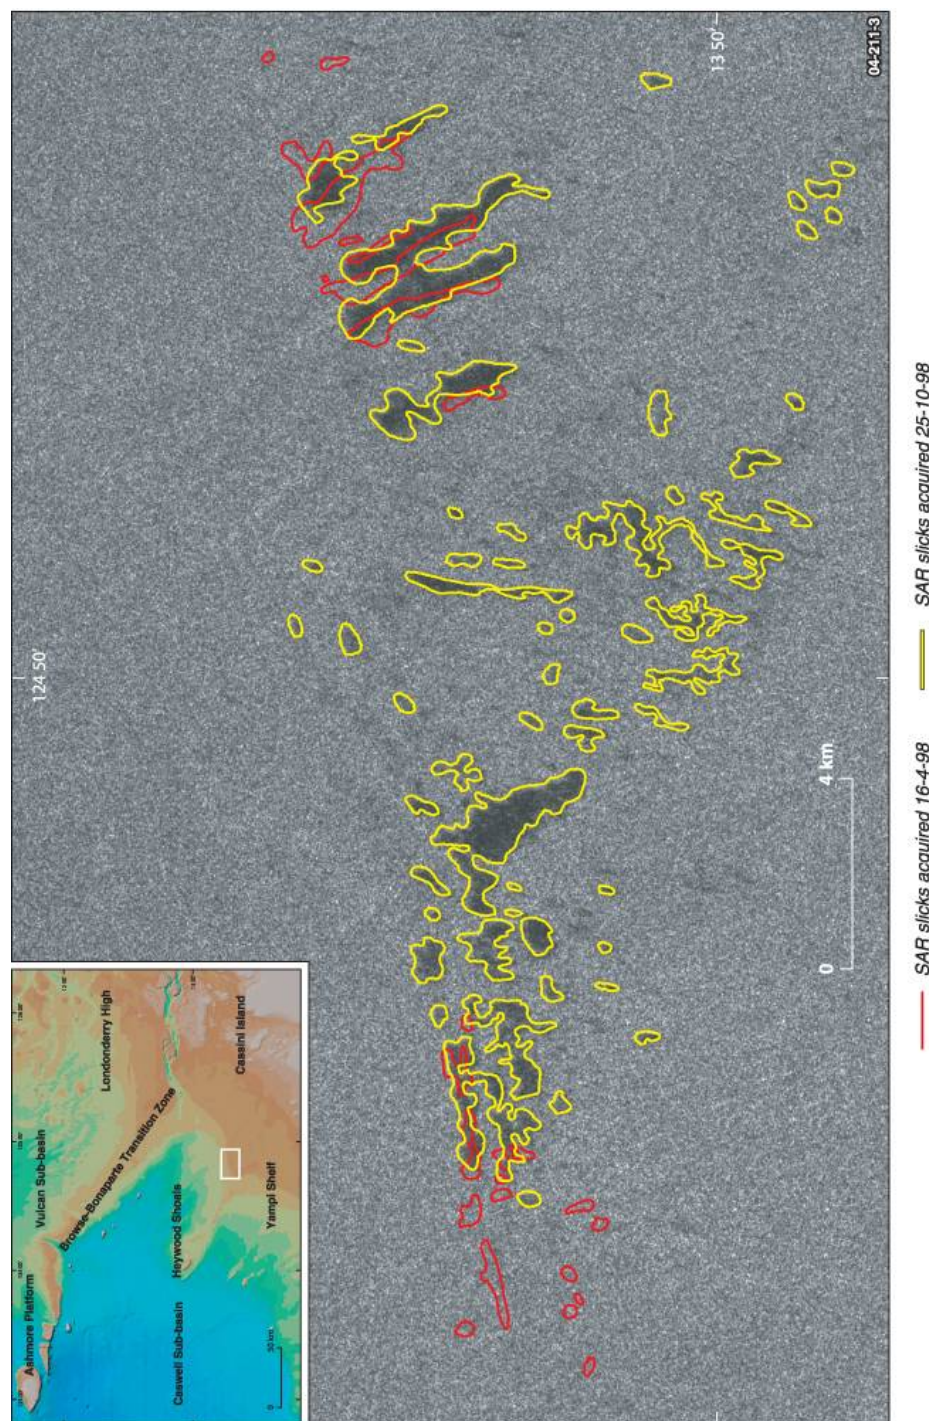 124 50'
13 50'
04-211-3
Ashmore Platform
Vulcan Sub-basin
Londonderry High
Browse-Bonaparte Transition Zone
Heywood Shoals
Caswell Sub-basin
Yampi Shelf
Cassini Island
0
30 km
0
4 km
SAR slicks acquired 16-4-98
SAR slicks acquired 25-10-98